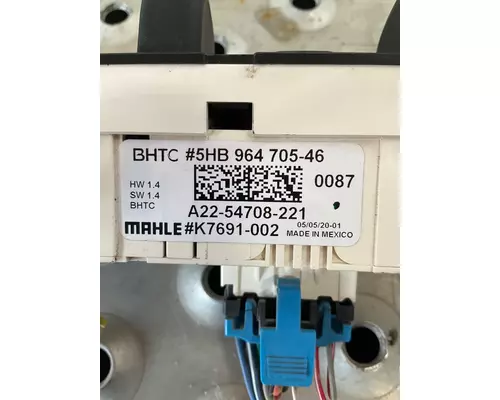 BHTC #5HB 964 705-46
HW 1.4
SW 1.4
BHTC
0087
A22-54708-221
MAHLE #K7691-002
05/05/20-01
MADE IN MEXICO